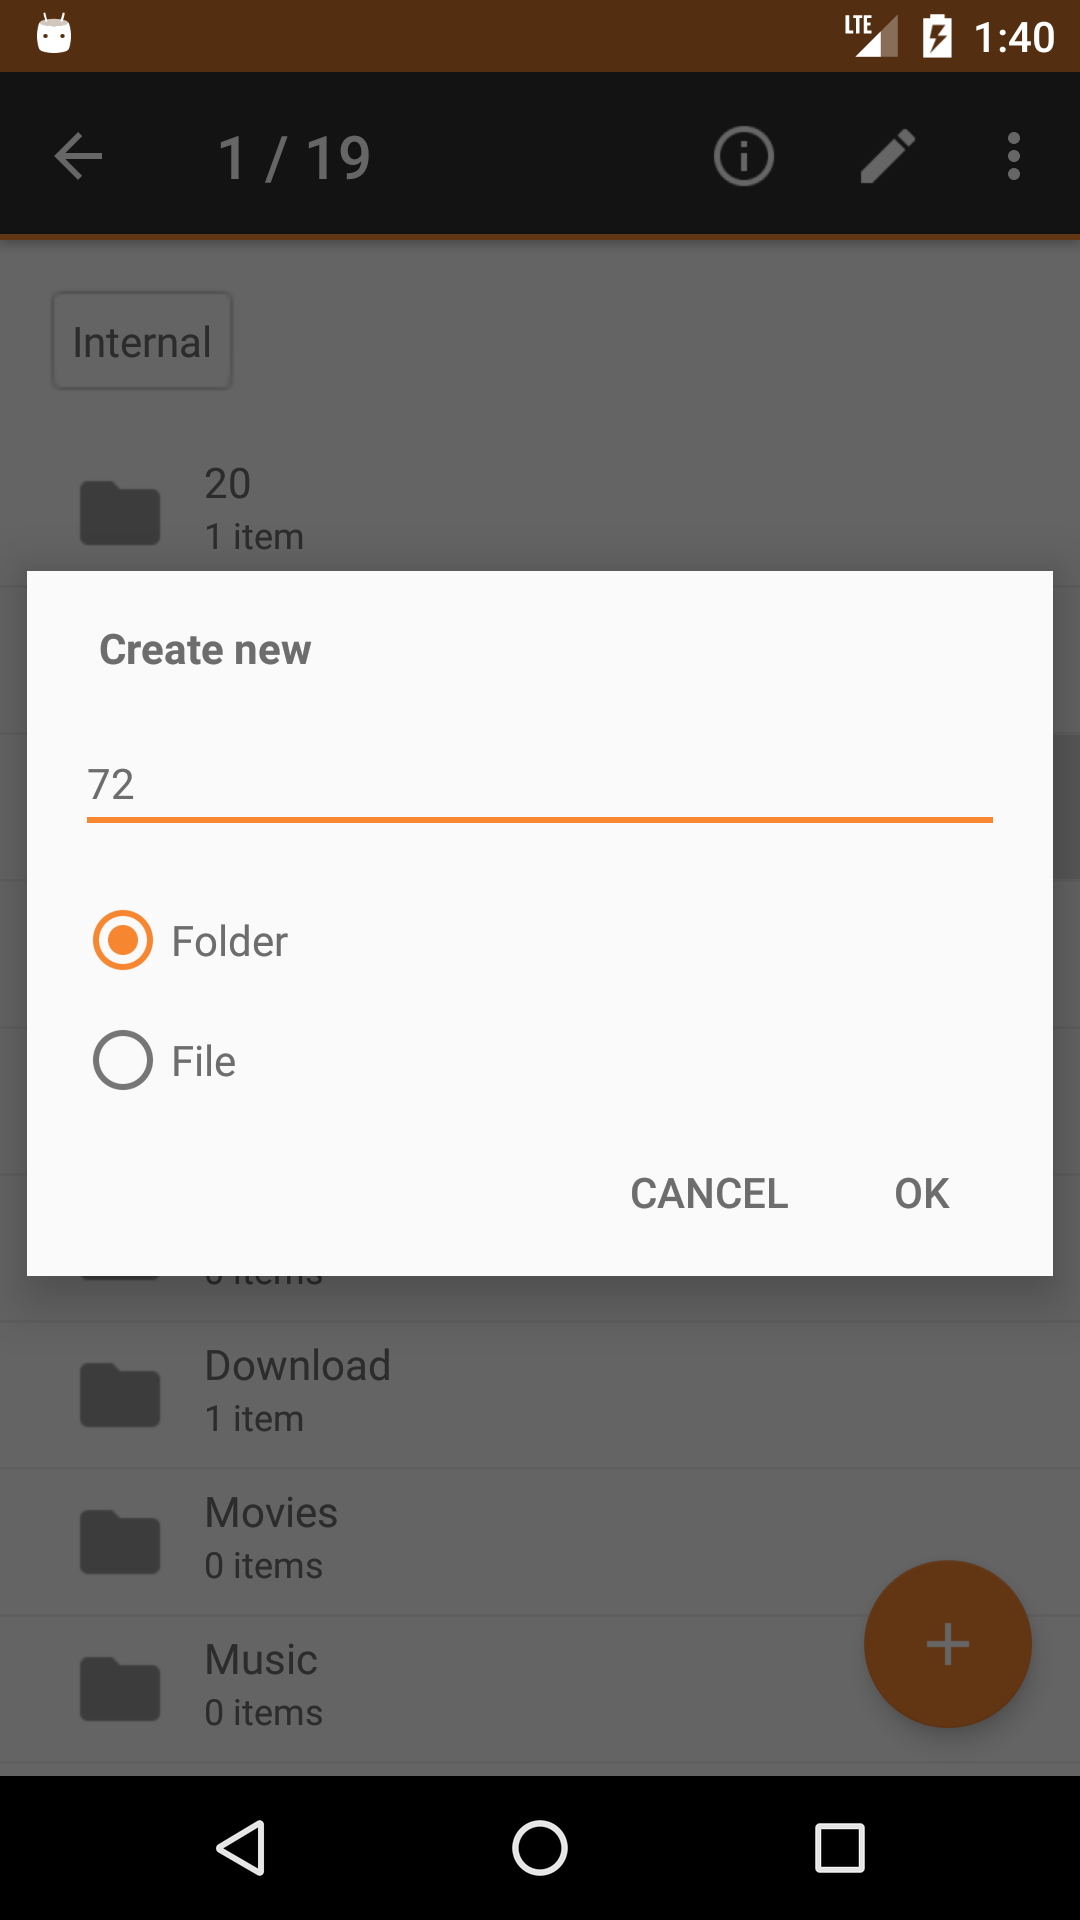 LTE 1:40
1 / 19
Internal
20
1 item
Create new
72
Folder
File
CANCEL OK
Download
1 item
Movies
0 items
Music
0 items